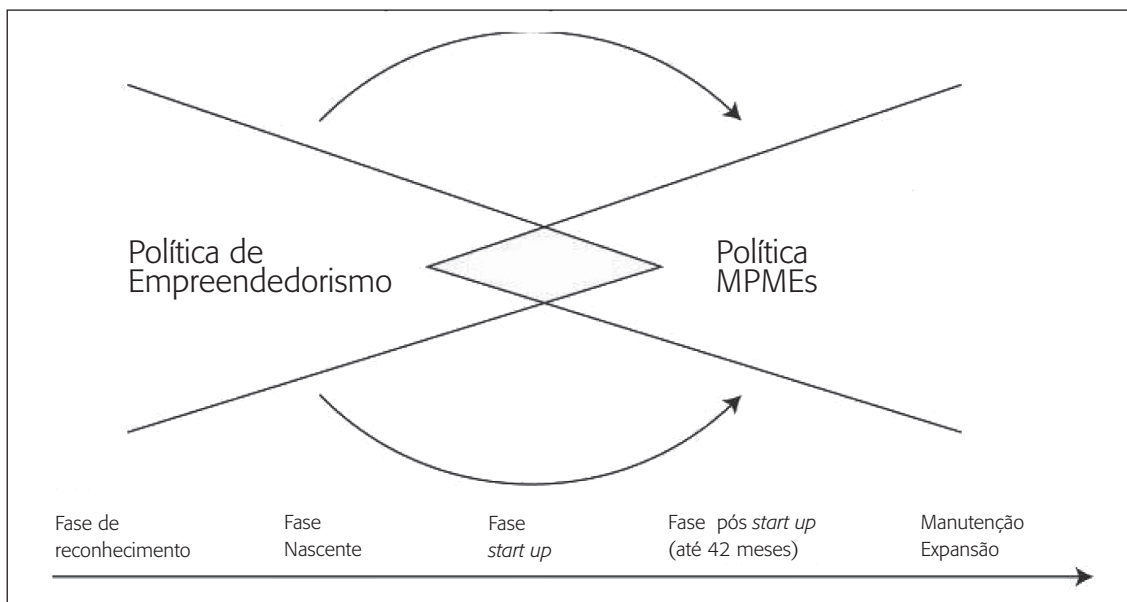 Política de
Empreendedorismo
Política
MPMEs
Fase de
reconhecimento
Fase
Nascente
Fase
start up
Fase pós start up
(até 42 meses)
Manutenção
Expansão